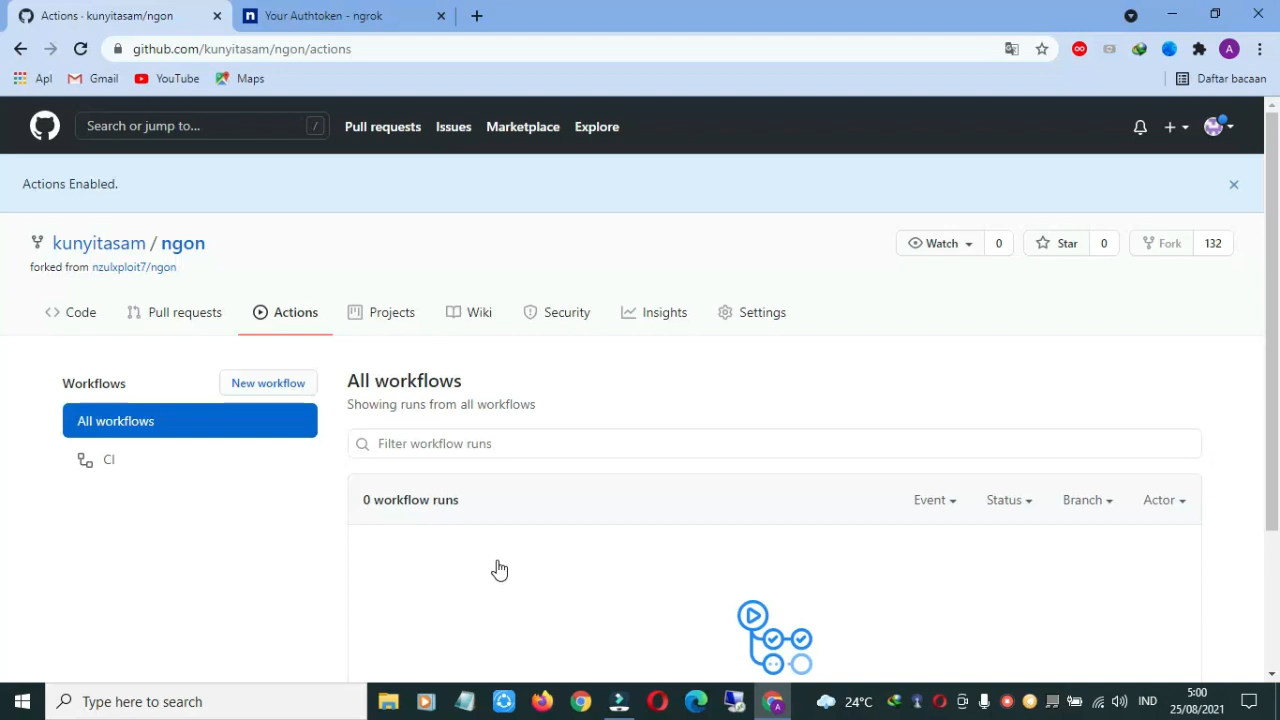 Actions · kunyitasam/ngon
Your Authtoken - ngrok
github.com/kunyitasam/ngon/actions
Apl
Gmail
YouTube
Maps
Daftar bacaan
Search or jump to... /
Pull requests
Issues
Marketplace
Explore
Actions Enabled.
kunyitasam / ngon
Watch 0
Star 0
Fork 132
forked from nzulxploit7/ngon
Code
Pull requests
Actions
Projects
Wiki
Security
Insights
Settings
Workflows
New workflow
All workflows
CI
All workflows
Showing runs from all workflows
Filter workflow runs
0 workflow runs
Event
Status
Branch
Actor
Type here to search
24°C
IND
5:00
25/08/2021